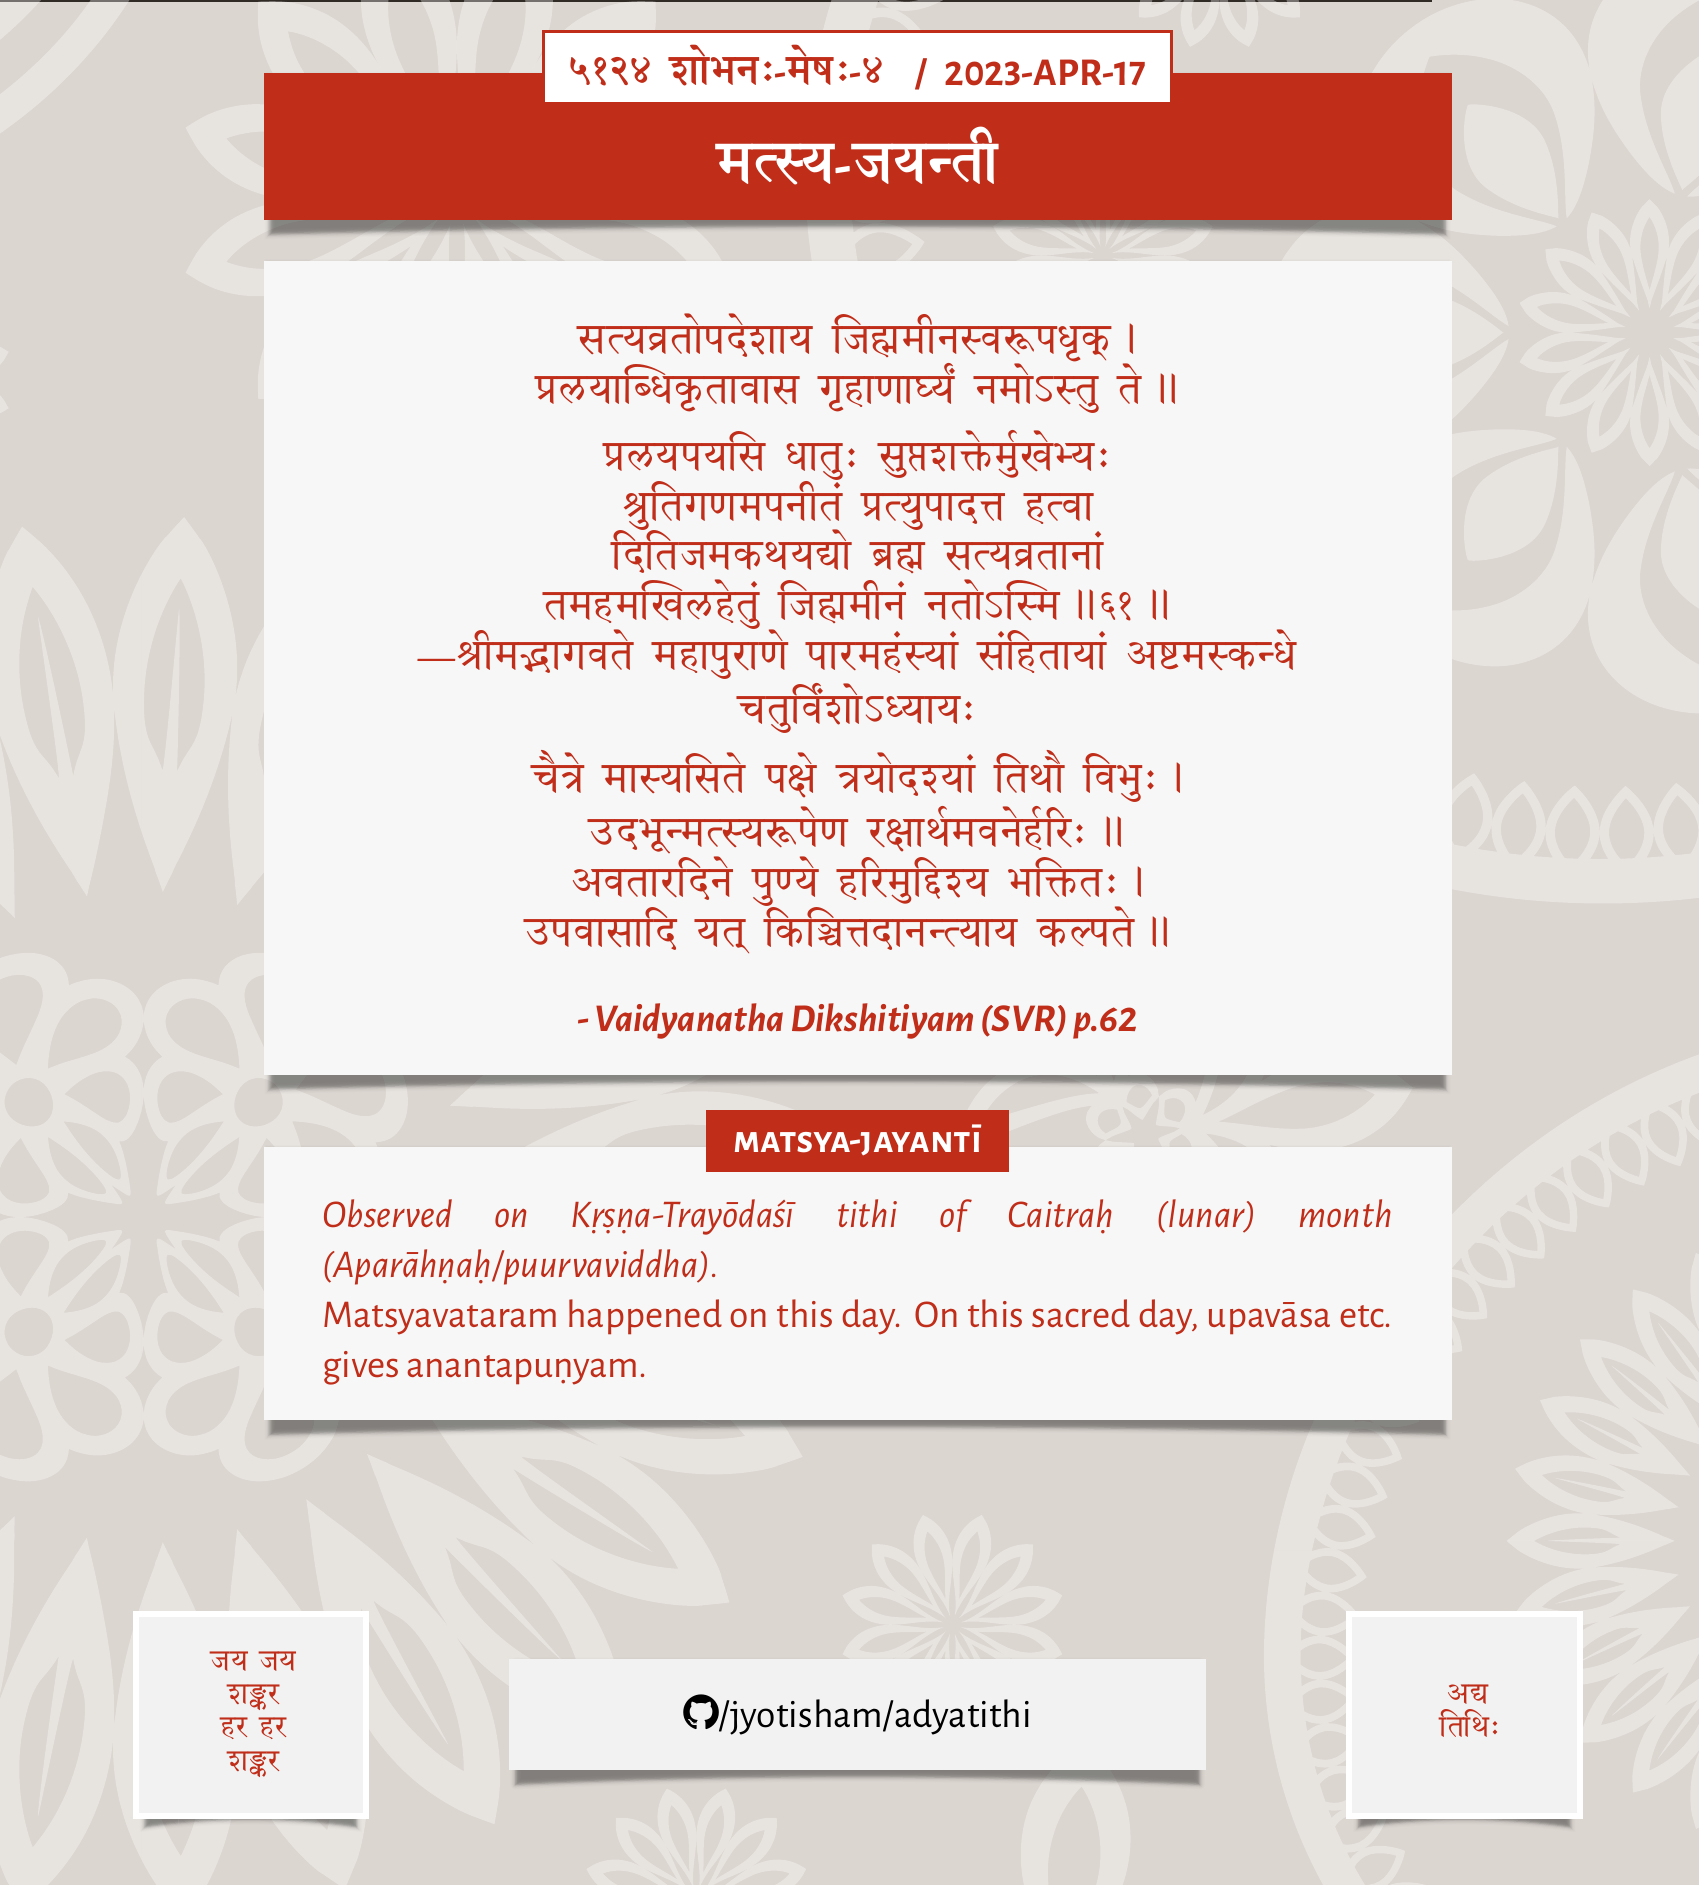 ५१२४ शोभनः-मेषः-४ / 2023-APR-17
मत्स्य-जयन्ती
सत्यव्रतोपदेशाय जिह्ममीनस्वरूपधृक् ।
प्रलयाब्धिकृतावास गृहाणार्घ्यं नमोऽस्तु ते ॥
प्रलयपयसि धातुः सुप्तशक्तेर्मुखेभ्यः
श्रुतिगणमपनीतं प्रत्युपादत्त हत्वा
दितिजमकथयद्यो ब्रह्म सत्यव्रतानां
तमहमखिलहेतुं जिह्ममीनं नतोऽस्मि ॥६१ ॥
—श्रीमद्भागवते महापुराणे पारमहंस्यां संहितायां अष्टमस्कन्धे
चतुर्विंशोऽध्यायः
चैत्रे मास्यसिते पक्षे त्रयोदश्यां तिथौ विभुः ।
उदभून्मत्स्यरूपेण रक्षार्थमवनेर्हरिः ॥
अवतारदिने पुण्ये हरिमुद्दिश्य भक्तितः ।
उपवासादि यत् किञ्चित्तदानन्त्याय कल्पते ॥
- Vaidyanatha Dikshitiyam (SVR) p.62
MATSYA-JAYANTĪ
Observed on Kṛṣṇa-Trayōdaśī tithi of Caitraḥ (lunar) month
(Aparāhṇaḥ/puurvaviddha).
Matsyavataram happened on this day. On this sacred day, upavāsa etc.
gives anantapuṇyam.
जय जय
शङ्कर
हर हर
शङ्कर
/jyotisham/adyatithi
अद्य
तिथिः